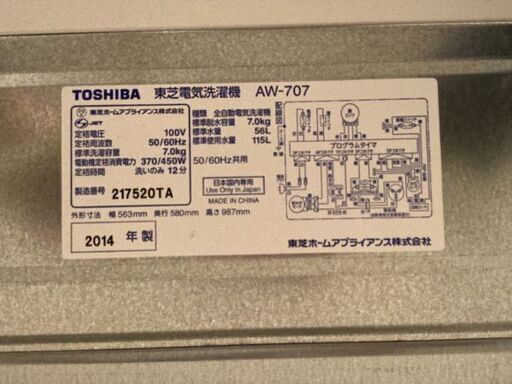 TOSHIBA 東芝電気洗濯機 AW-707
東芝ホームアプライアンス株式会社
JET
定格電圧 100V
定格周波数 50/60Hz
標準洗濯容量 7.0kg
電動機定格消費電力 370/450W
定格時間 洗いのみ 12分
製造番号 217520TA
種類 全自動電気洗濯機
標準脱水容量 7.0kg
標準水量 56L
標準使用水量 115L
50/60Hz共用
日本国内専用
Use Only in Japan
MADE IN CHINA
外形寸法 幅 563mm 奥行 580mm 高さ 987mm
2014 年製
配線図
プログラムタイマ
東芝ホームアプライアンス株式会社